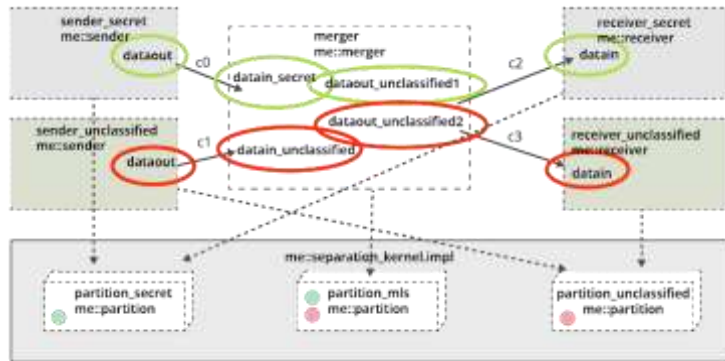 sender_secret
me::sender
dataout
c0
merger
me::merger
datain_secret
dataout_unclassified1
c2
receiver_secret
me::receiver
datain
sender_unclassified
me::sender
dataout
c1
datain_unclassified
dataout_unclassified2
c3
receiver_unclassified
me::receiver
datain
me::separation_kernel.impl
partition_secret
me::partition
partition_mls
me::partition
partition_unclassified
me::partition